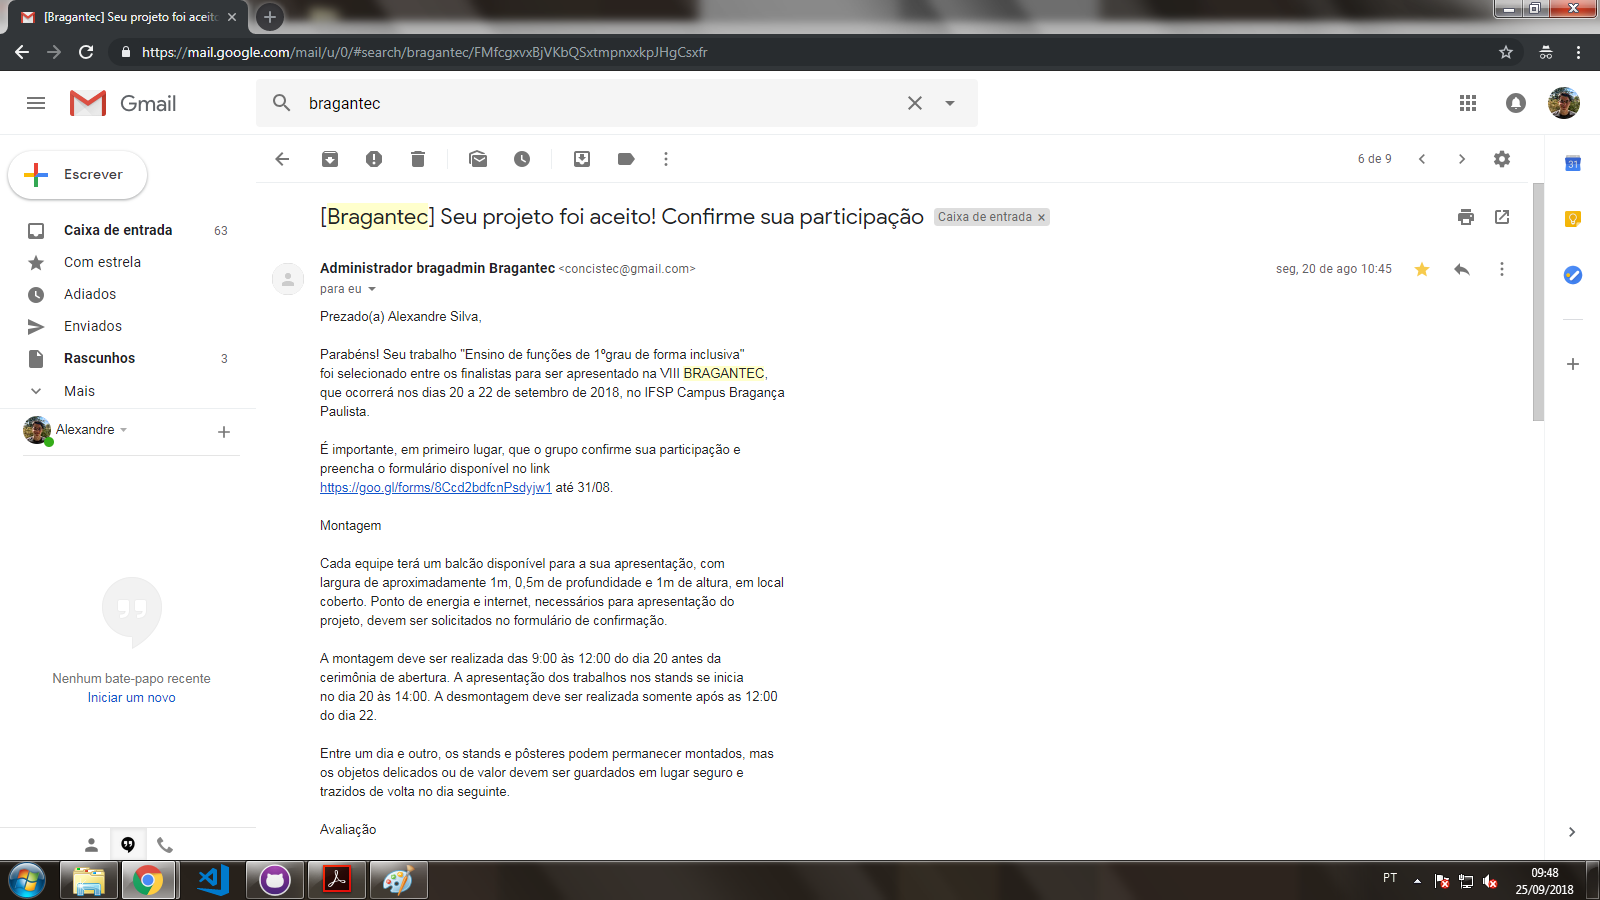 [Bragantec] Seu projeto foi aceito
https://mail.google.com/mail/u/0/#search/bragantec/FMfcgxvxBjVKbQSxtmpnxxkpJHgCsxfr
Gmail
bragantec
Escrever
6 de 9
31
Caixa de entrada 63
Com estrela
Adiados
Enviados
Rascunhos 3
Mais
Alexandre
Nenhum bate-papo recente
Iniciar um novo
[Bragantec] Seu projeto foi aceito! Confirme sua participação Caixa de entrada x
Administrador bragadmin Bragantec <concistec@gmail.com>
seg, 20 de ago 10:45
para eu
Prezado(a) Alexandre Silva,
Parabéns! Seu trabalho "Ensino de funções de 1ºgrau de forma inclusiva"
foi selecionado entre os finalistas para ser apresentado na VIII BRAGANTEC,
que ocorrerá nos dias 20 a 22 de setembro de 2018, no IFSP Campus Bragança
Paulista.
É importante, em primeiro lugar, que o grupo confirme sua participação e
preencha o formulário disponível no link
https://goo.gl/forms/8Ccd2bdfcnPsdyjw1 até 31/08.
Montagem
Cada equipe terá um balcão disponível para a sua apresentação, com
largura de aproximadamente 1m, 0,5m de profundidade e 1m de altura, em local
coberto. Ponto de energia e internet, necessários para apresentação do
projeto, devem ser solicitados no formulário de confirmação.
A montagem deve ser realizada das 9:00 às 12:00 do dia 20 antes da
cerimônia de abertura. A apresentação dos trabalhos nos stands se inicia
no dia 20 às 14:00. A desmontagem deve ser realizada somente após as 12:00
do dia 22.
Entre um dia e outro, os stands e pôsteres podem permanecer montados, mas
os objetos delicados ou de valor devem ser guardados em lugar seguro e
trazidos de volta no dia seguinte.
Avaliação
PT
09:48
25/09/2018